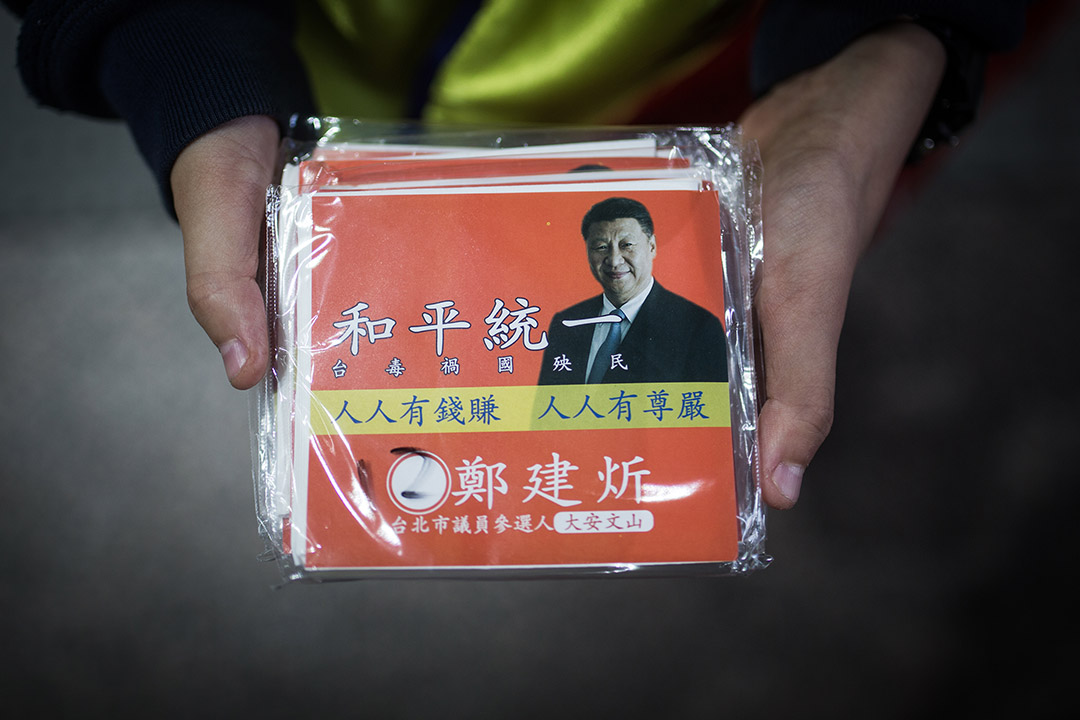 和平統一
台毒禍國殃民
人人有錢賺 人人有尊嚴
2 鄭建炘
台北市議員參選人 大安文山